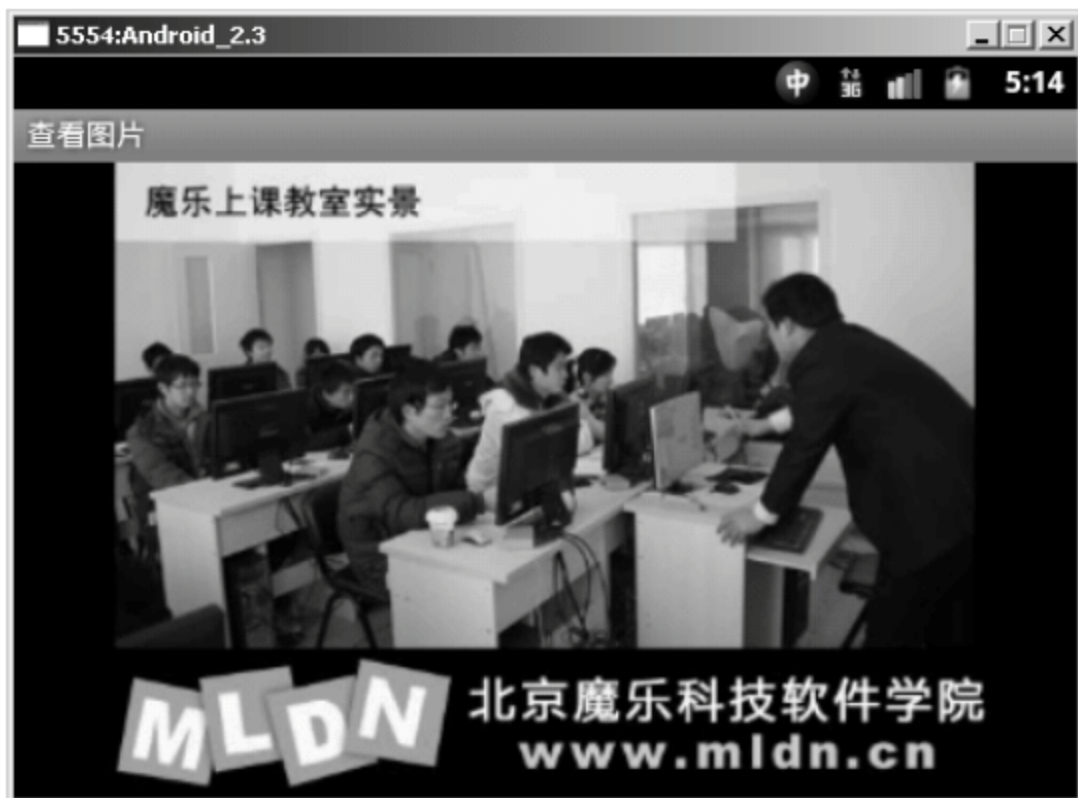 5554:Android_2.3
中 3G 5:14
查看图片
魔乐上课教室实景
MLDN
北京魔乐科技软件学院
www.mldn.cn